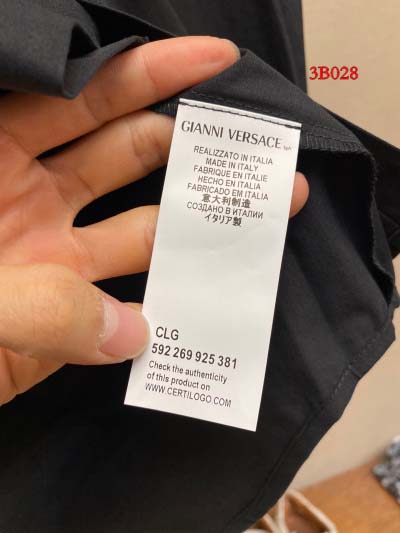 3B028
GIANNI VERSACE
REALIZZATO IN ITALIA
MADE IN ITALY
FABRIQUE EN ITALIE
HECHO EN ITALIA
FABRICADO EM ITALIA
意大利制造
СОЗДАНО В ИТАЛИИ
イタリア製
CLG
592 269 925 381
Check the authenticity
of this product on
WWW.CERTILOGO.COM